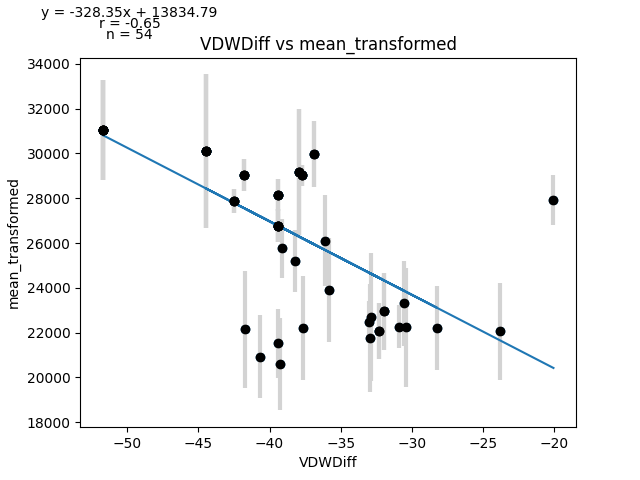 y = -328.35x + 13834.79
r = -0.65
n = 54
VDWDiff vs mean_transformed
34000
32000
30000
28000
26000
24000
22000
20000
18000
mean_transformed
−50
−45
−40
−35
−30
−25
−20
VDWDiff